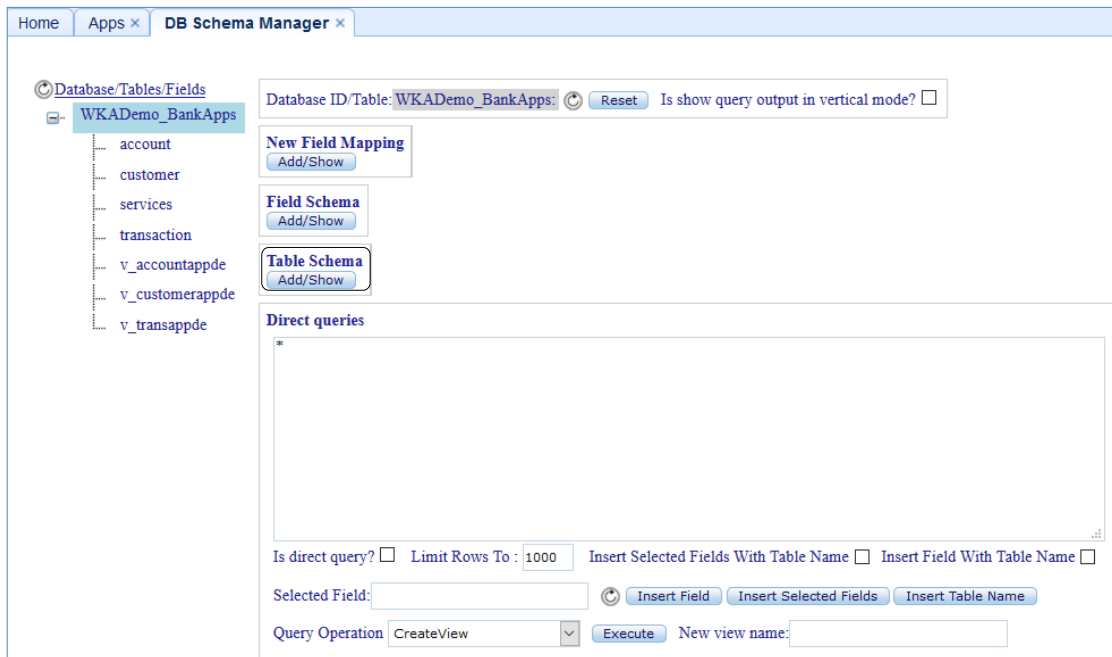 Home Apps × DB Schema Manager ×
Database/Tables/Fields
WKADemo_BankApps
account
customer
services
transaction
v_accountappde
v_customerappde
v_transappde
Database ID/Table: WKADemo_BankApps: Reset Is show query output in vertical mode?
New Field Mapping
Add/Show
Field Schema
Add/Show
Table Schema
Add/Show
Direct queries
*
Is direct query? Limit Rows To : 1000 Insert Selected Fields With Table Name Insert Field With Table Name
Selected Field: Insert Field Insert Selected Fields Insert Table Name
Query Operation CreateView Execute New view name: